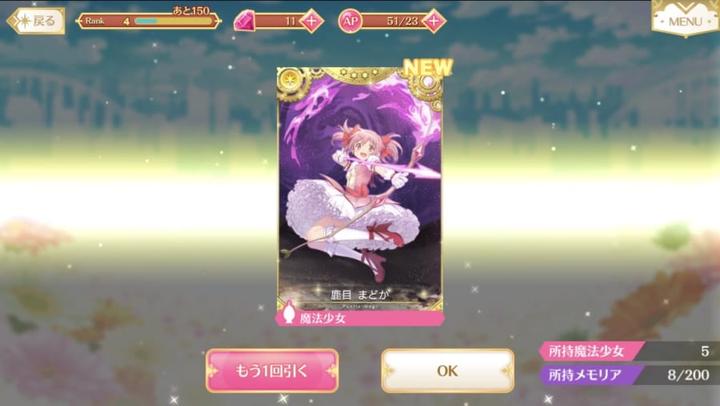 戻る
Rank 4
あと150
11
AP 51/23
MENU
NEW
鹿目 まどか
魔法少女
もう1回引く
OK
所持魔法少女 5
所持メモリア 8/200